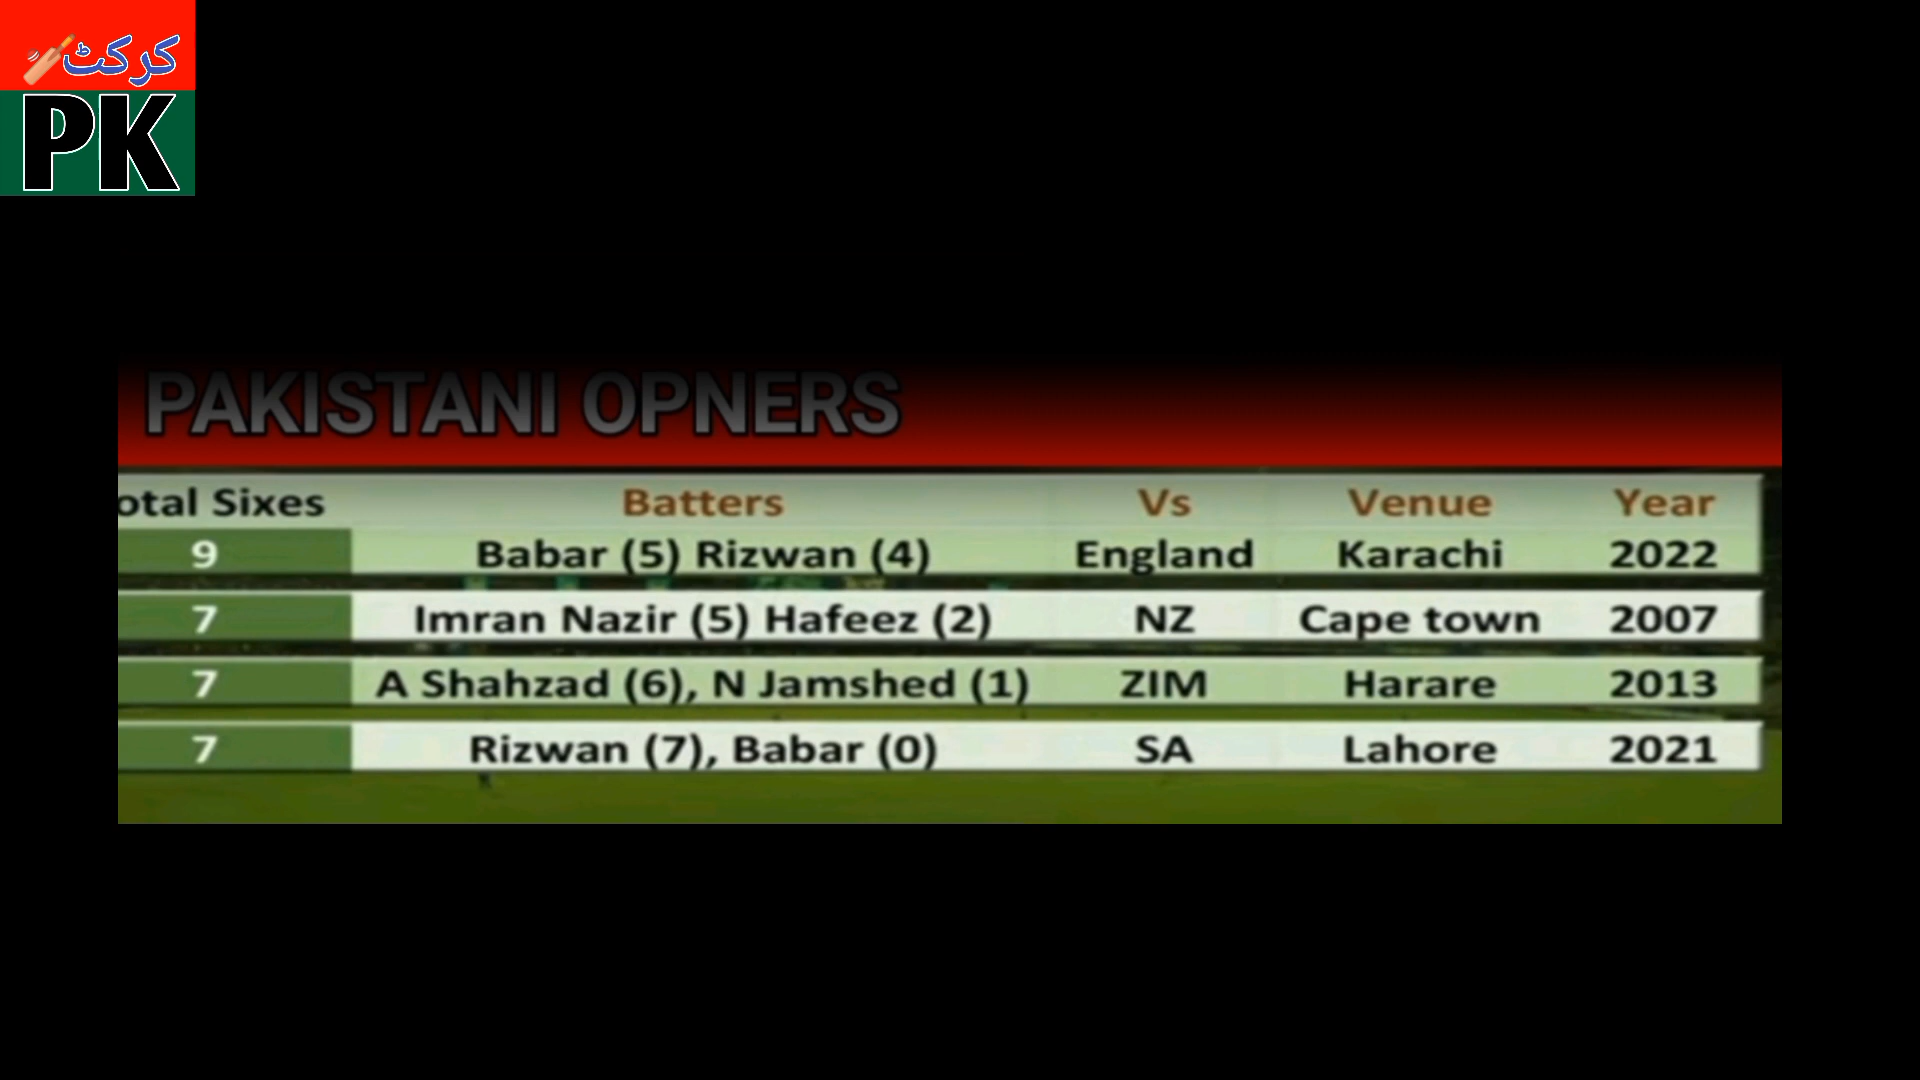 کرکٹ
PK
PAKISTANI OPNERS
otal Sixes Batters Vs Venue Year
9 Babar (5) Rizwan (4) England Karachi 2022
7 Imran Nazir (5) Hafeez (2) NZ Cape town 2007
7 A Shahzad (6), N Jamshed (1) ZIM Harare 2013
7 Rizwan (7), Babar (0) SA Lahore 2021